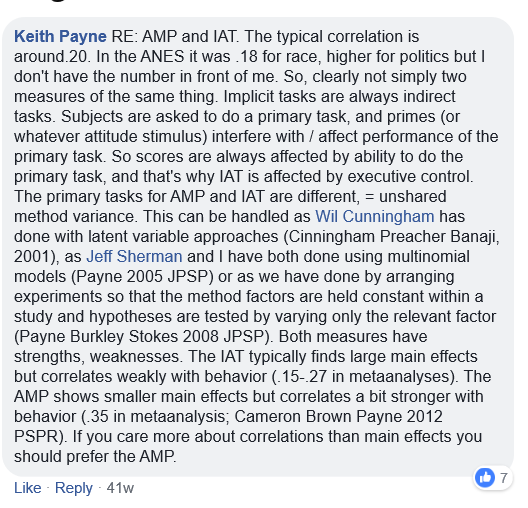 Keith Payne RE: AMP and IAT. The typical correlation is
around.20. In the ANES it was .18 for race, higher for politics but I
don't have the number in front of me. So, clearly not simply two
measures of the same thing. Implicit tasks are always indirect
tasks. Subjects are asked to do a primary task, and primes (or
whatever attitude stimulus) interfere with / affect performance of the
primary task. So scores are always affected by ability to do the
primary task, and that's why IAT is affected by executive control.
The primary tasks for AMP and IAT are different, = unshared
method variance. This can be handled as Wil Cunningham has
done with latent variable approaches (Cinningham Preacher Banaji,
2001), as Jeff Sherman and I have both done using multinomial
models (Payne 2005 JPSP) or as we have done by arranging
experiments so that the method factors are held constant within a
study and hypotheses are tested by varying only the relevant factor
(Payne Burkley Stokes 2008 JPSP). Both measures have
strengths, weaknesses. The IAT typically finds large main effects
but correlates weakly with behavior (.15-.27 in metaanalyses). The
AMP shows smaller main effects but correlates a bit stronger with
behavior (.35 in metaanalysis; Cameron Brown Payne 2012
PSPR). If you care more about correlations than main effects you
should prefer the AMP.
7
Like · Reply · 41w